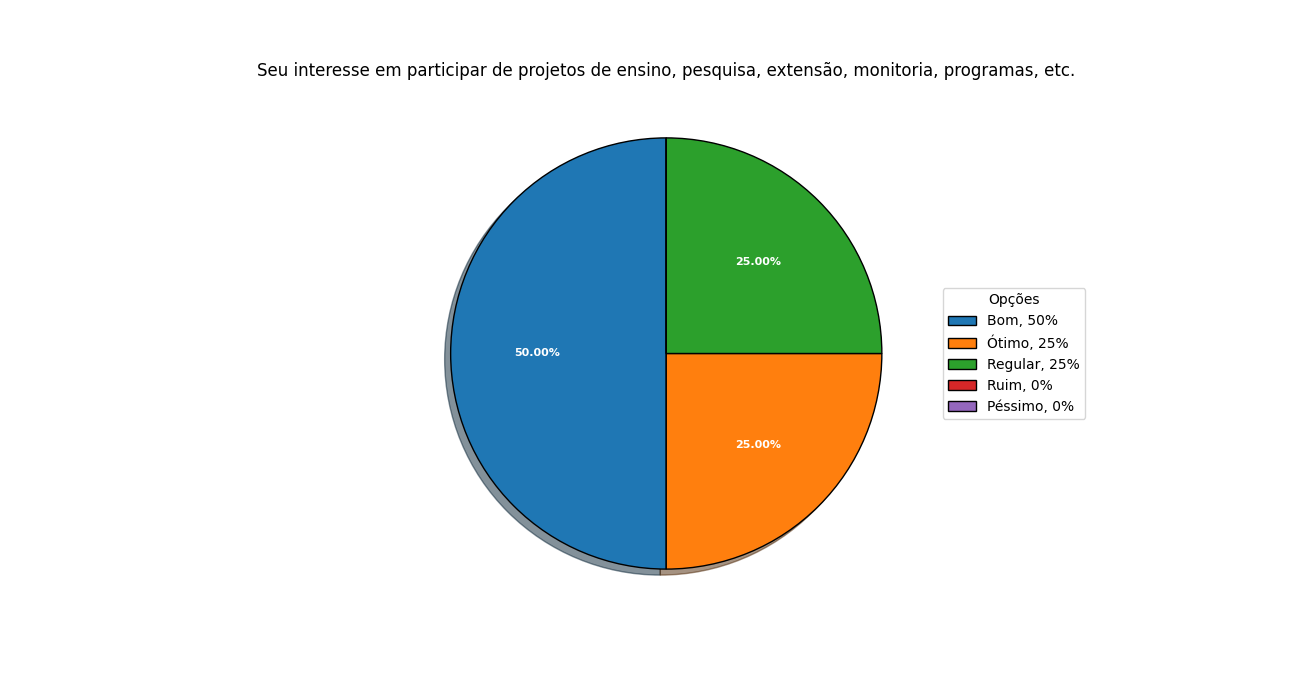 Seu interesse em participar de projetos de ensino, pesquisa, extensão, monitoria, programas, etc.
25.00%
50.00%
25.00%
Opções
Bom, 50%
Ótimo, 25%
Regular, 25%
Ruim, 0%
Péssimo, 0%